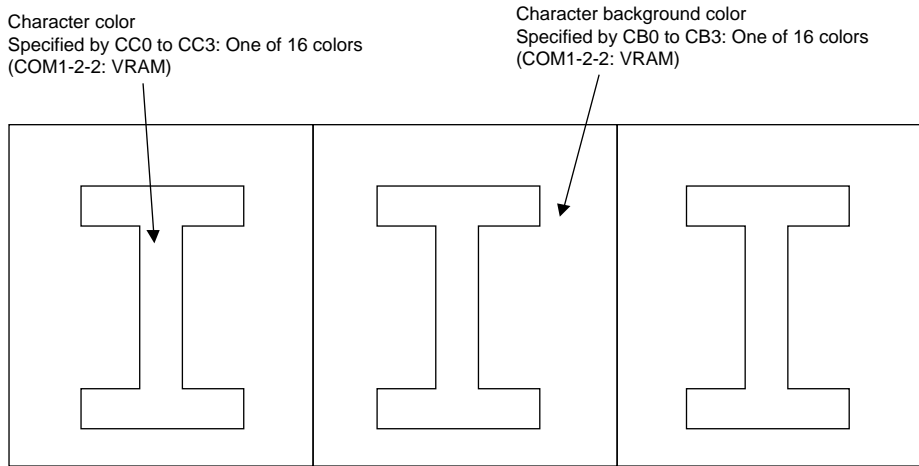 Character color
Specified by CC0 to CC3: One of 16 colors
(COM1-2-2: VRAM)
Character background color
Specified by CB0 to CB3: One of 16 colors
(COM1-2-2: VRAM)
I I I